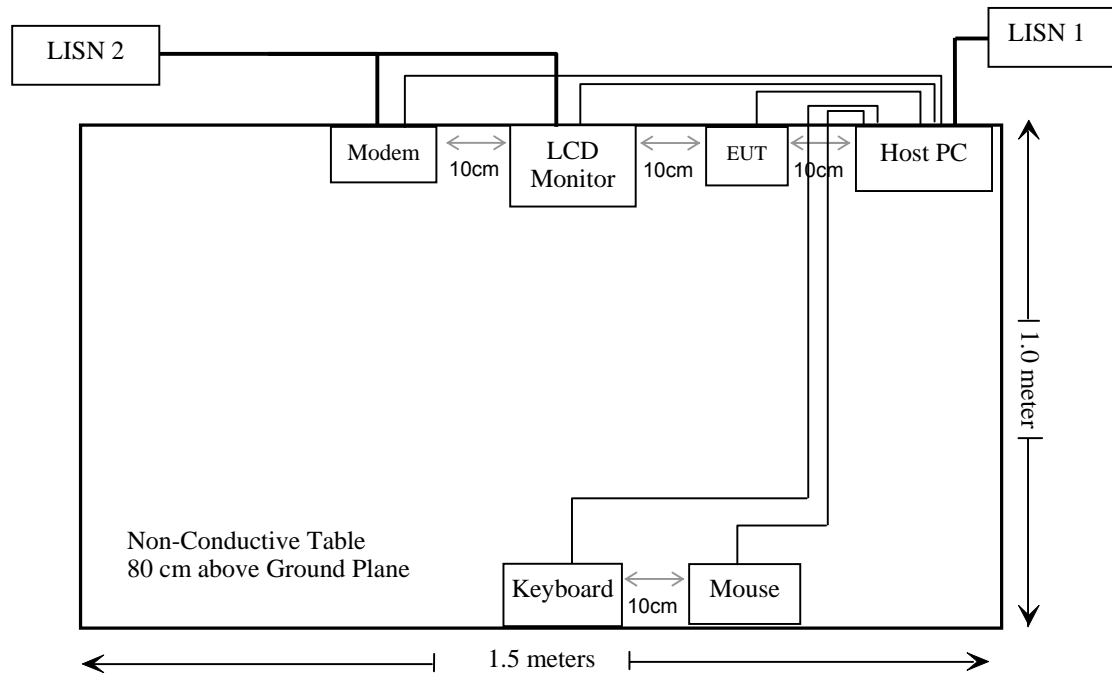 LISN 2
LISN 1
Modem
10cm
LCD
Monitor
10cm
EUT
10cm
Host PC
1.0 meter
Non-Conductive Table
80 cm above Ground Plane
Keyboard
10cm
Mouse
1.5 meters